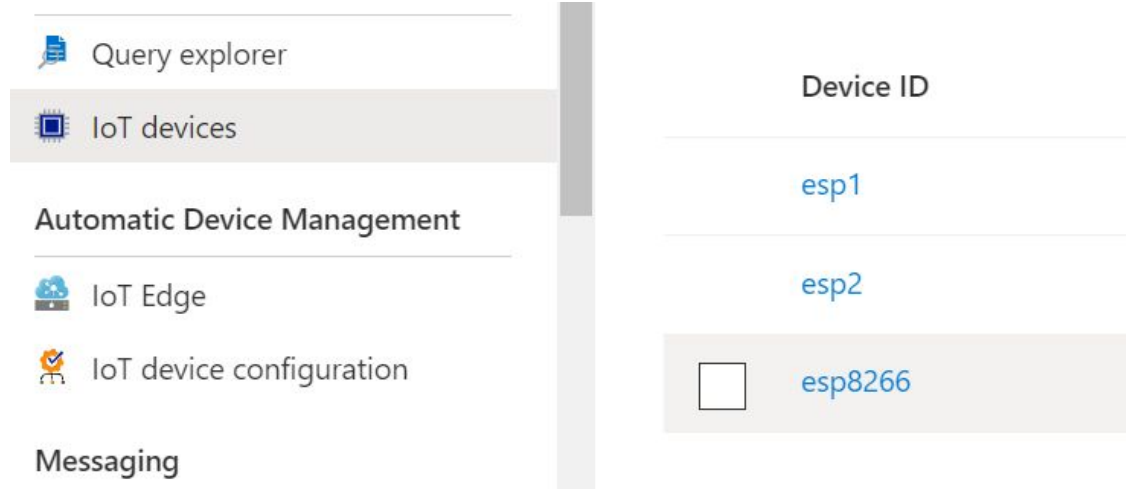 Query explorer
IoT devices
Automatic Device Management
IoT Edge
IoT device configuration
Messaging
Device ID
esp1
esp2
esp8266